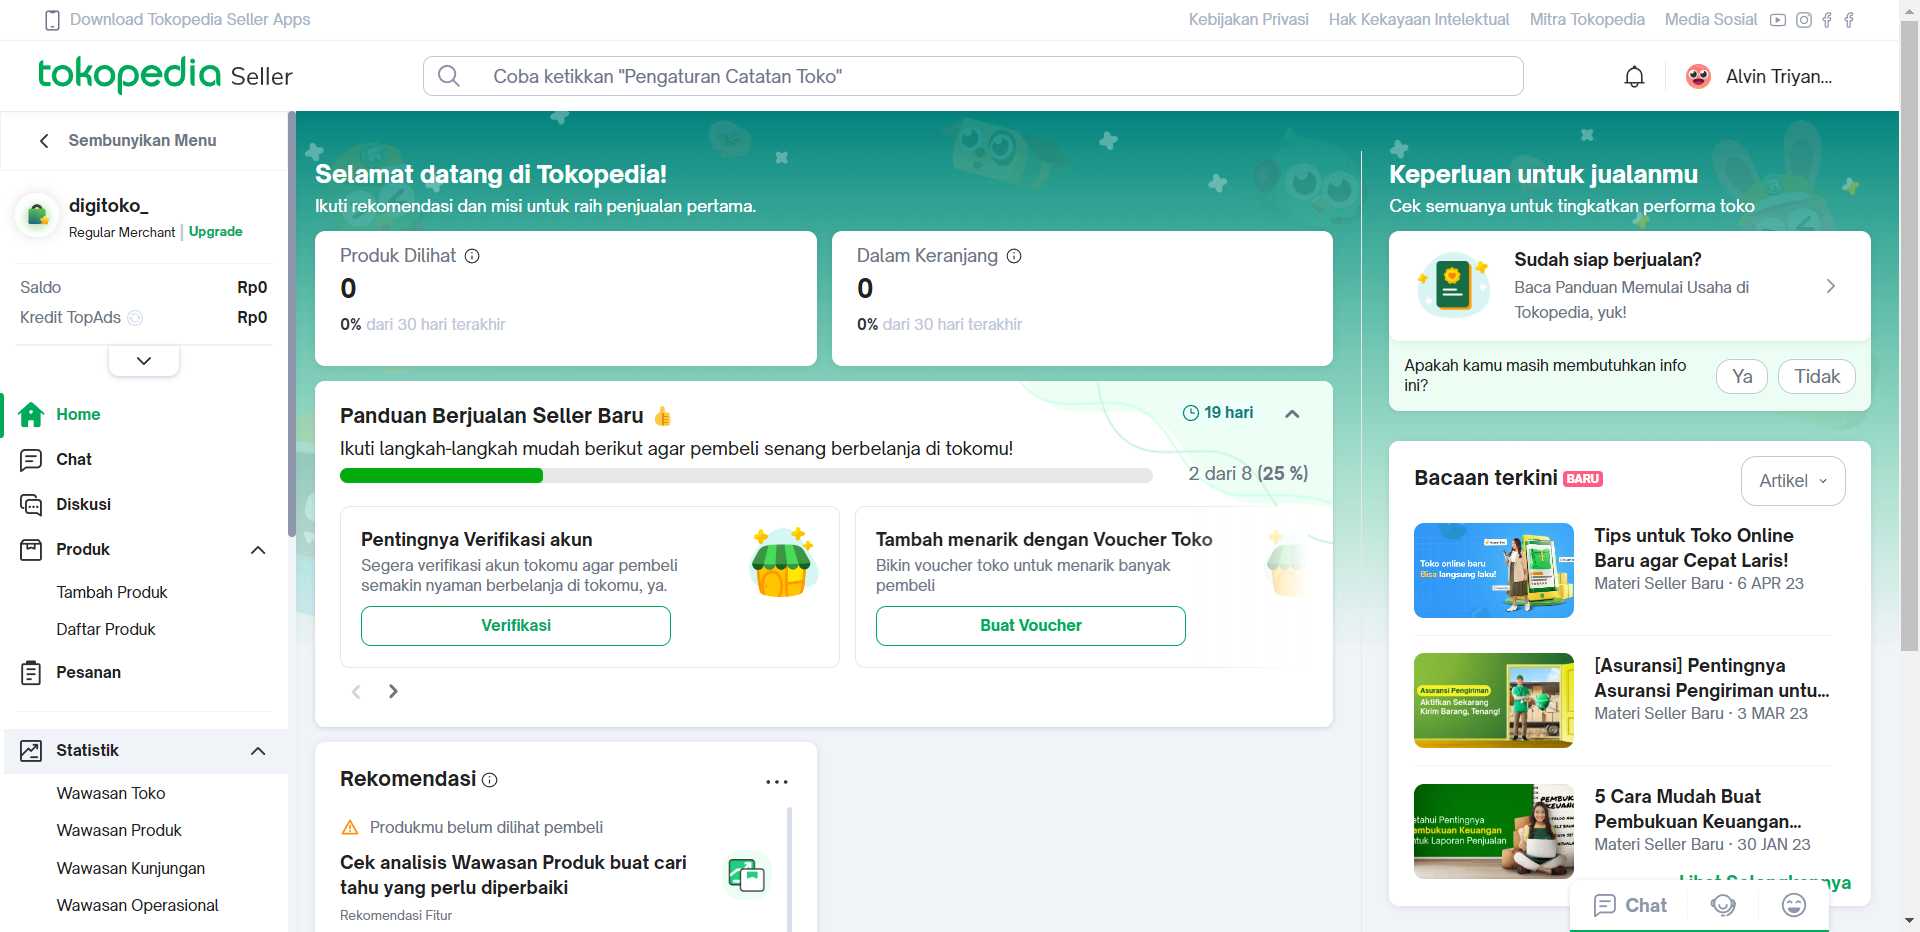 Download Tokopedia Seller Apps
Kebijakan Privasi
Hak Kekayaan Intelektual
Mitra Tokopedia
Media Sosial
tokopedia Seller
Coba ketikkan "Pengaturan Catatan Toko"
Alvin Triyan...
Sembunyikan Menu
digitoko_
Regular Merchant | Upgrade
Saldo Rp0
Kredit TopAds Rp0
Home
Chat
Diskusi
Produk
Tambah Produk
Daftar Produk
Pesanan
Statistik
Wawasan Toko
Wawasan Produk
Wawasan Kunjungan
Wawasan Operasional
Selamat datang di Tokopedia!
Ikuti rekomendasi dan misi untuk raih penjualan pertama.
Produk Dilihat
0
0% dari 30 hari terakhir
Dalam Keranjang
0
0% dari 30 hari terakhir
Panduan Berjualan Seller Baru 👍
19 hari
Ikuti langkah-langkah mudah berikut agar pembeli senang berbelanja di tokomu!
2 dari 8 (25 %)
Pentingnya Verifikasi akun
Segera verifikasi akun tokomu agar pembeli
semakin nyaman berbelanja di tokomu, ya.
Verifikasi
Tambah menarik dengan Voucher Toko
Bikin voucher toko untuk menarik banyak
pembeli
Buat Voucher
Rekomendasi
Produkmu belum dilihat pembeli
Cek analisis Wawasan Produk buat cari
tahu yang perlu diperbaiki
Rekomendasi Fitur
Keperluan untuk jualanmu
Cek semuanya untuk tingkatkan performa toko
Sudah siap berjualan?
Baca Panduan Memulai Usaha di
Tokopedia, yuk!
Apakah kamu masih membutuhkan info
ini?
Ya
Tidak
Bacaan terkini BARU
Artikel
Toko online baru
Bisa langsung laku!
Tips untuk Toko Online
Baru agar Cepat Laris!
Materi Seller Baru · 6 APR 23
Asuransi Pengiriman
Aktifkan Sekarang
Kirim Barang, Tenang!
[Asuransi] Pentingnya
Asuransi Pengiriman untu...
Materi Seller Baru · 3 MAR 23
etahui Pentingnya
embukuan Keuangan
tuk Laporan Penjualan
5 Cara Mudah Buat
Pembukuan Keuangan...
Materi Seller Baru · 30 JAN 23
Lihat Selengkapnya
Chat